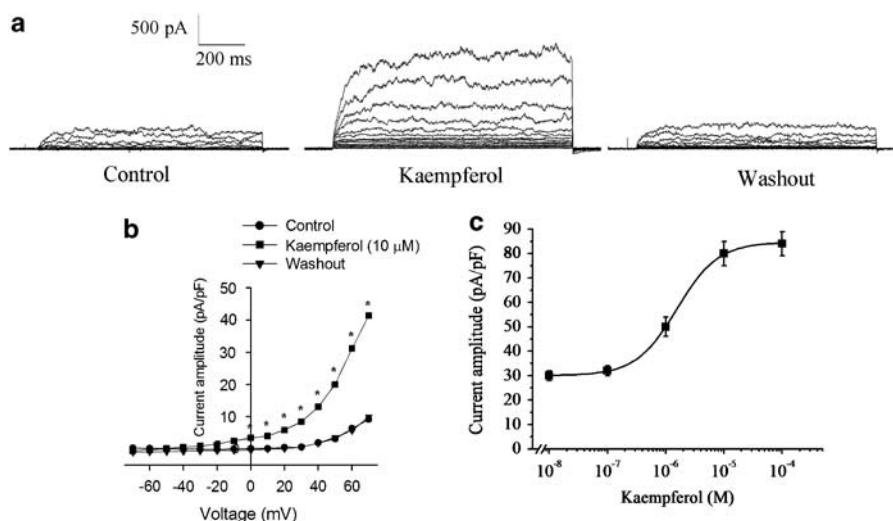 a
500 pA
200 ms
Control
Kaempferol
Washout
b
Control
Kaempferol (10 μM)
Washout
Current amplitude (pA/pF)
50
40
30
20
10
* * * * * * * *
-60 -40 -20 0 20 40 60
Voltage (mV)
c
Current amplitude (pA/pF)
90
80
70
60
50
40
30
20
10
0
10⁻⁸ 10⁻⁷ 10⁻⁶ 10⁻⁵ 10⁻⁴
Kaempferol (M)